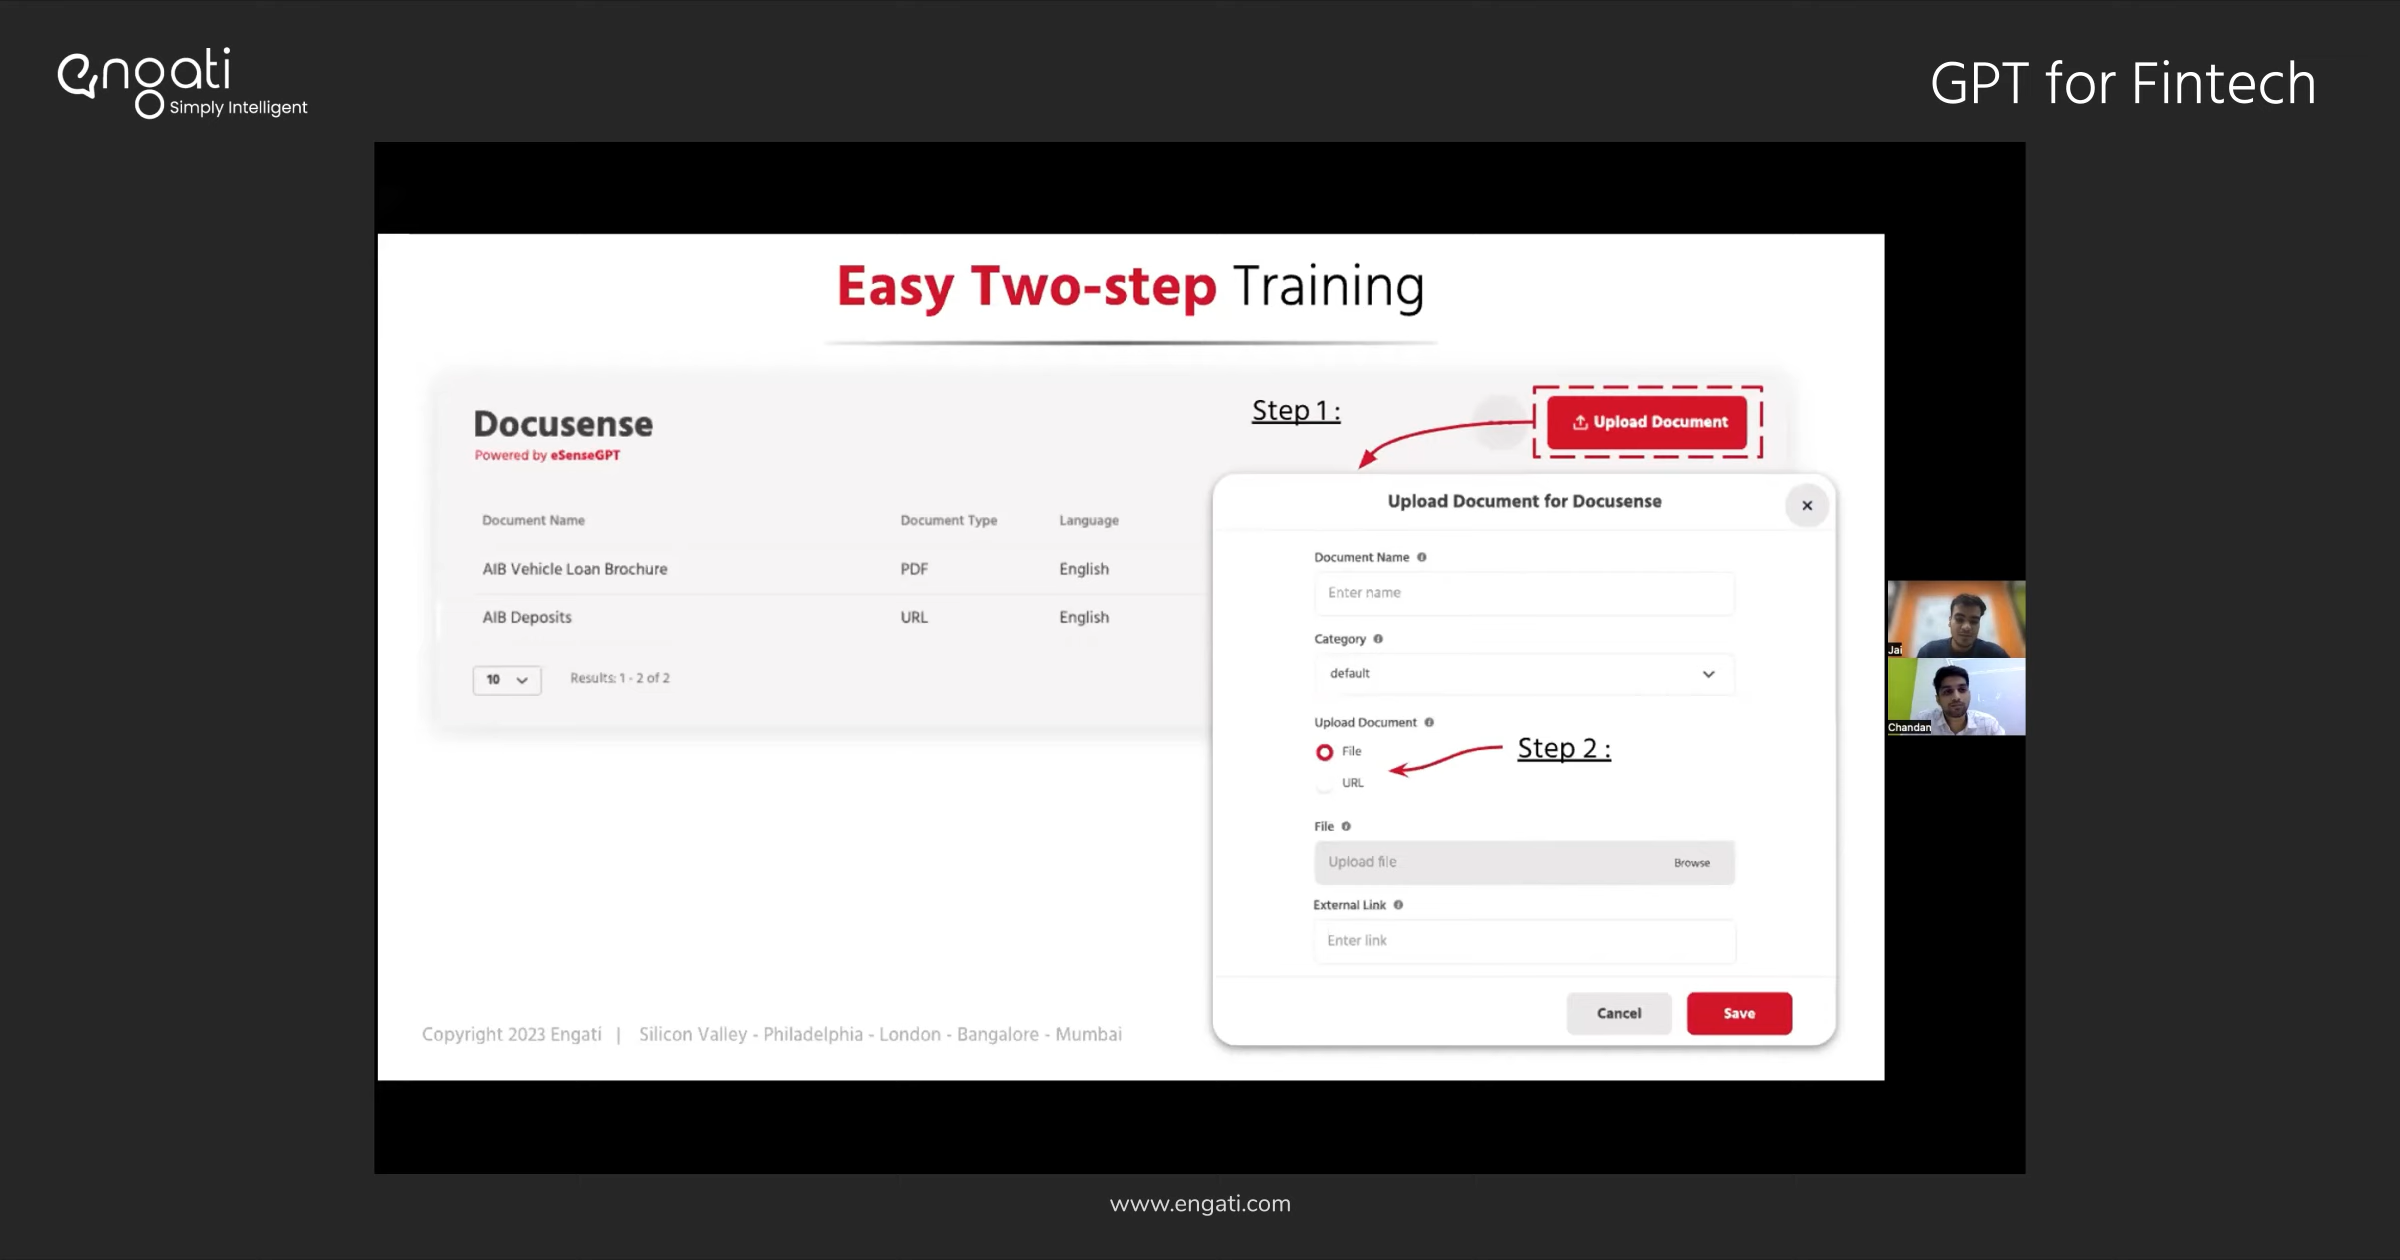 engati
Simply Intelligent
GPT for Fintech
Easy Two-step Training
Docusense
Powered by eSenseGPT
Step 1 :
Upload Document
Document Name Document Type Language
AIB Vehicle Loan Brochure PDF English
AIB Deposits URL English
10 Results: 1 - 2 of 2
Upload Document for Docusense
×
Document Name
Enter name
Category
default
Upload Document
File
URL
Step 2 :
File
Upload file Browse
External Link
Enter link
Cancel Save
Jai
Chandan
Copyright 2023 Engati | Silicon Valley - Philadelphia - London - Bangalore - Mumbai
www.engati.com